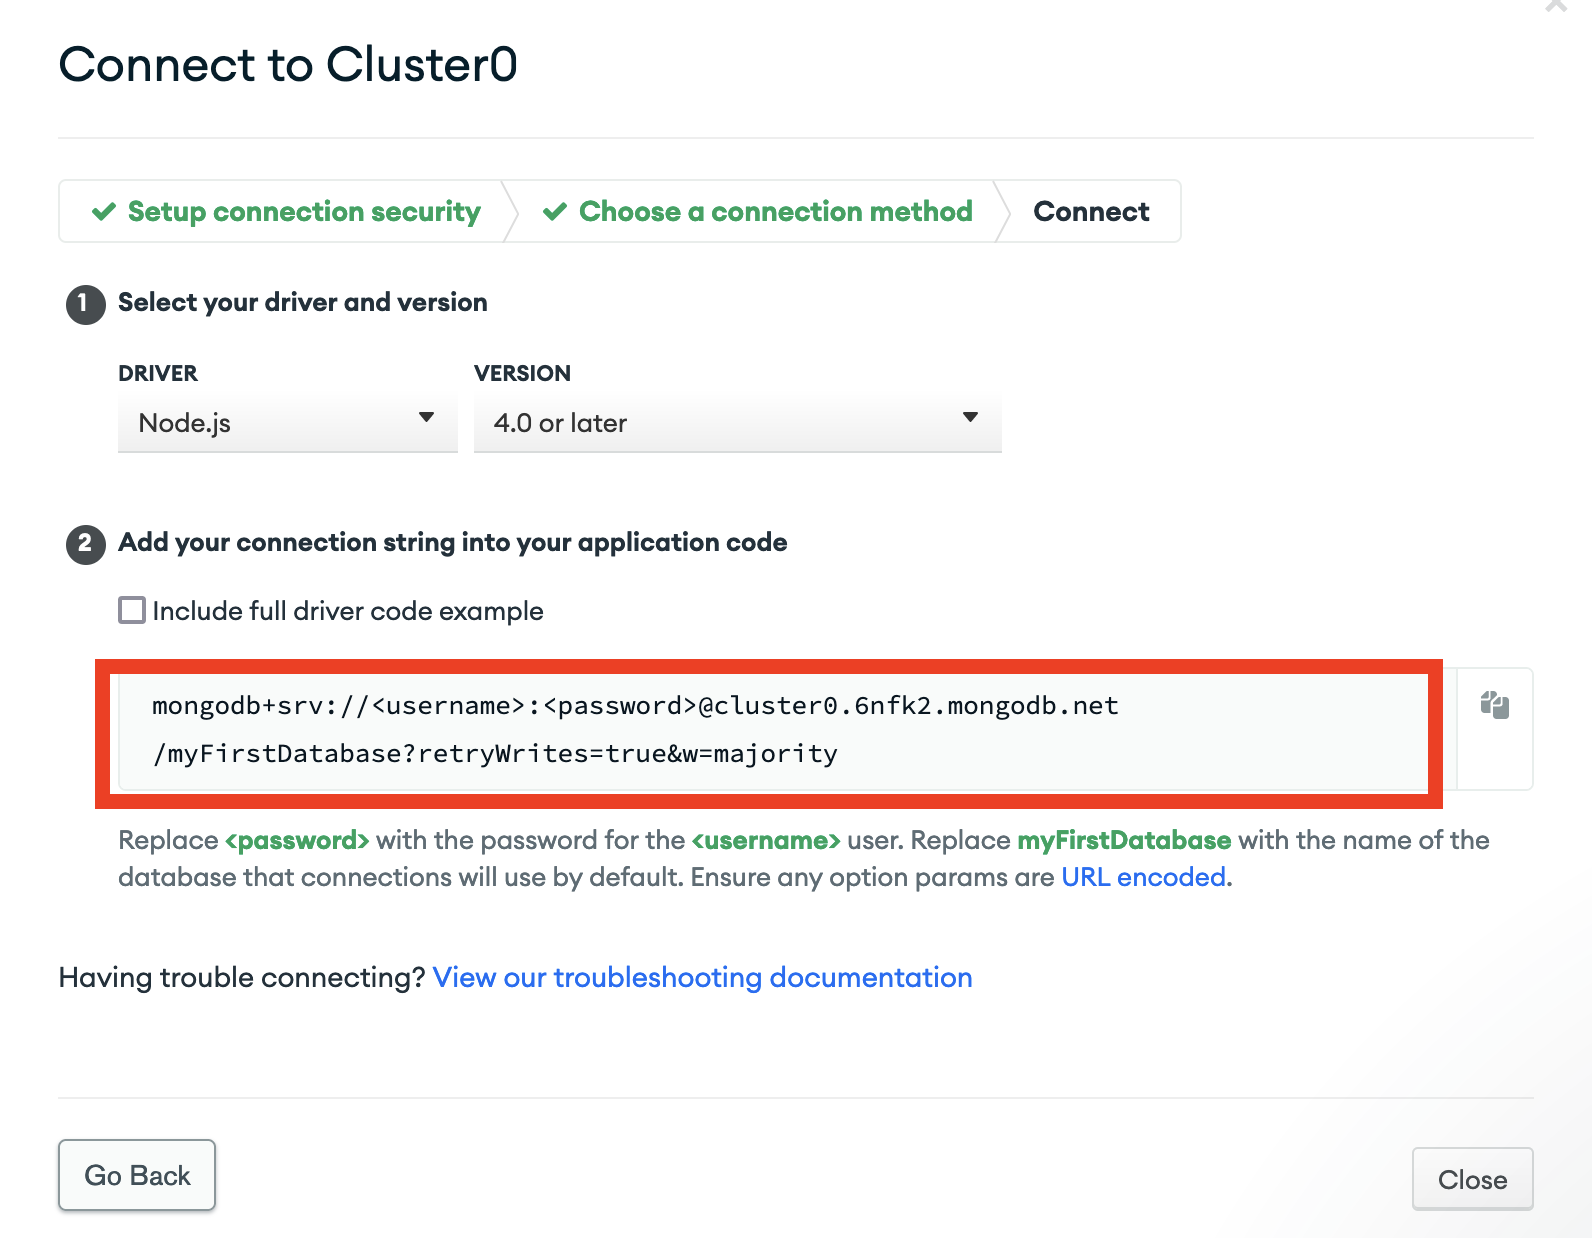 Connect to Cluster0
Setup connection security
Choose a connection method
Connect
1 Select your driver and version
DRIVER
VERSION
Node.js
4.0 or later
2 Add your connection string into your application code
Include full driver code example
mongodb+srv://<username>:<password>@cluster0.6nfk2.mongodb.net
/myFirstDatabase?retryWrites=true&w=majority
Replace <password> with the password for the <username> user. Replace myFirstDatabase with the name of the
database that connections will use by default. Ensure any option params are URL encoded.
Having trouble connecting? View our troubleshooting documentation
Go Back
Close